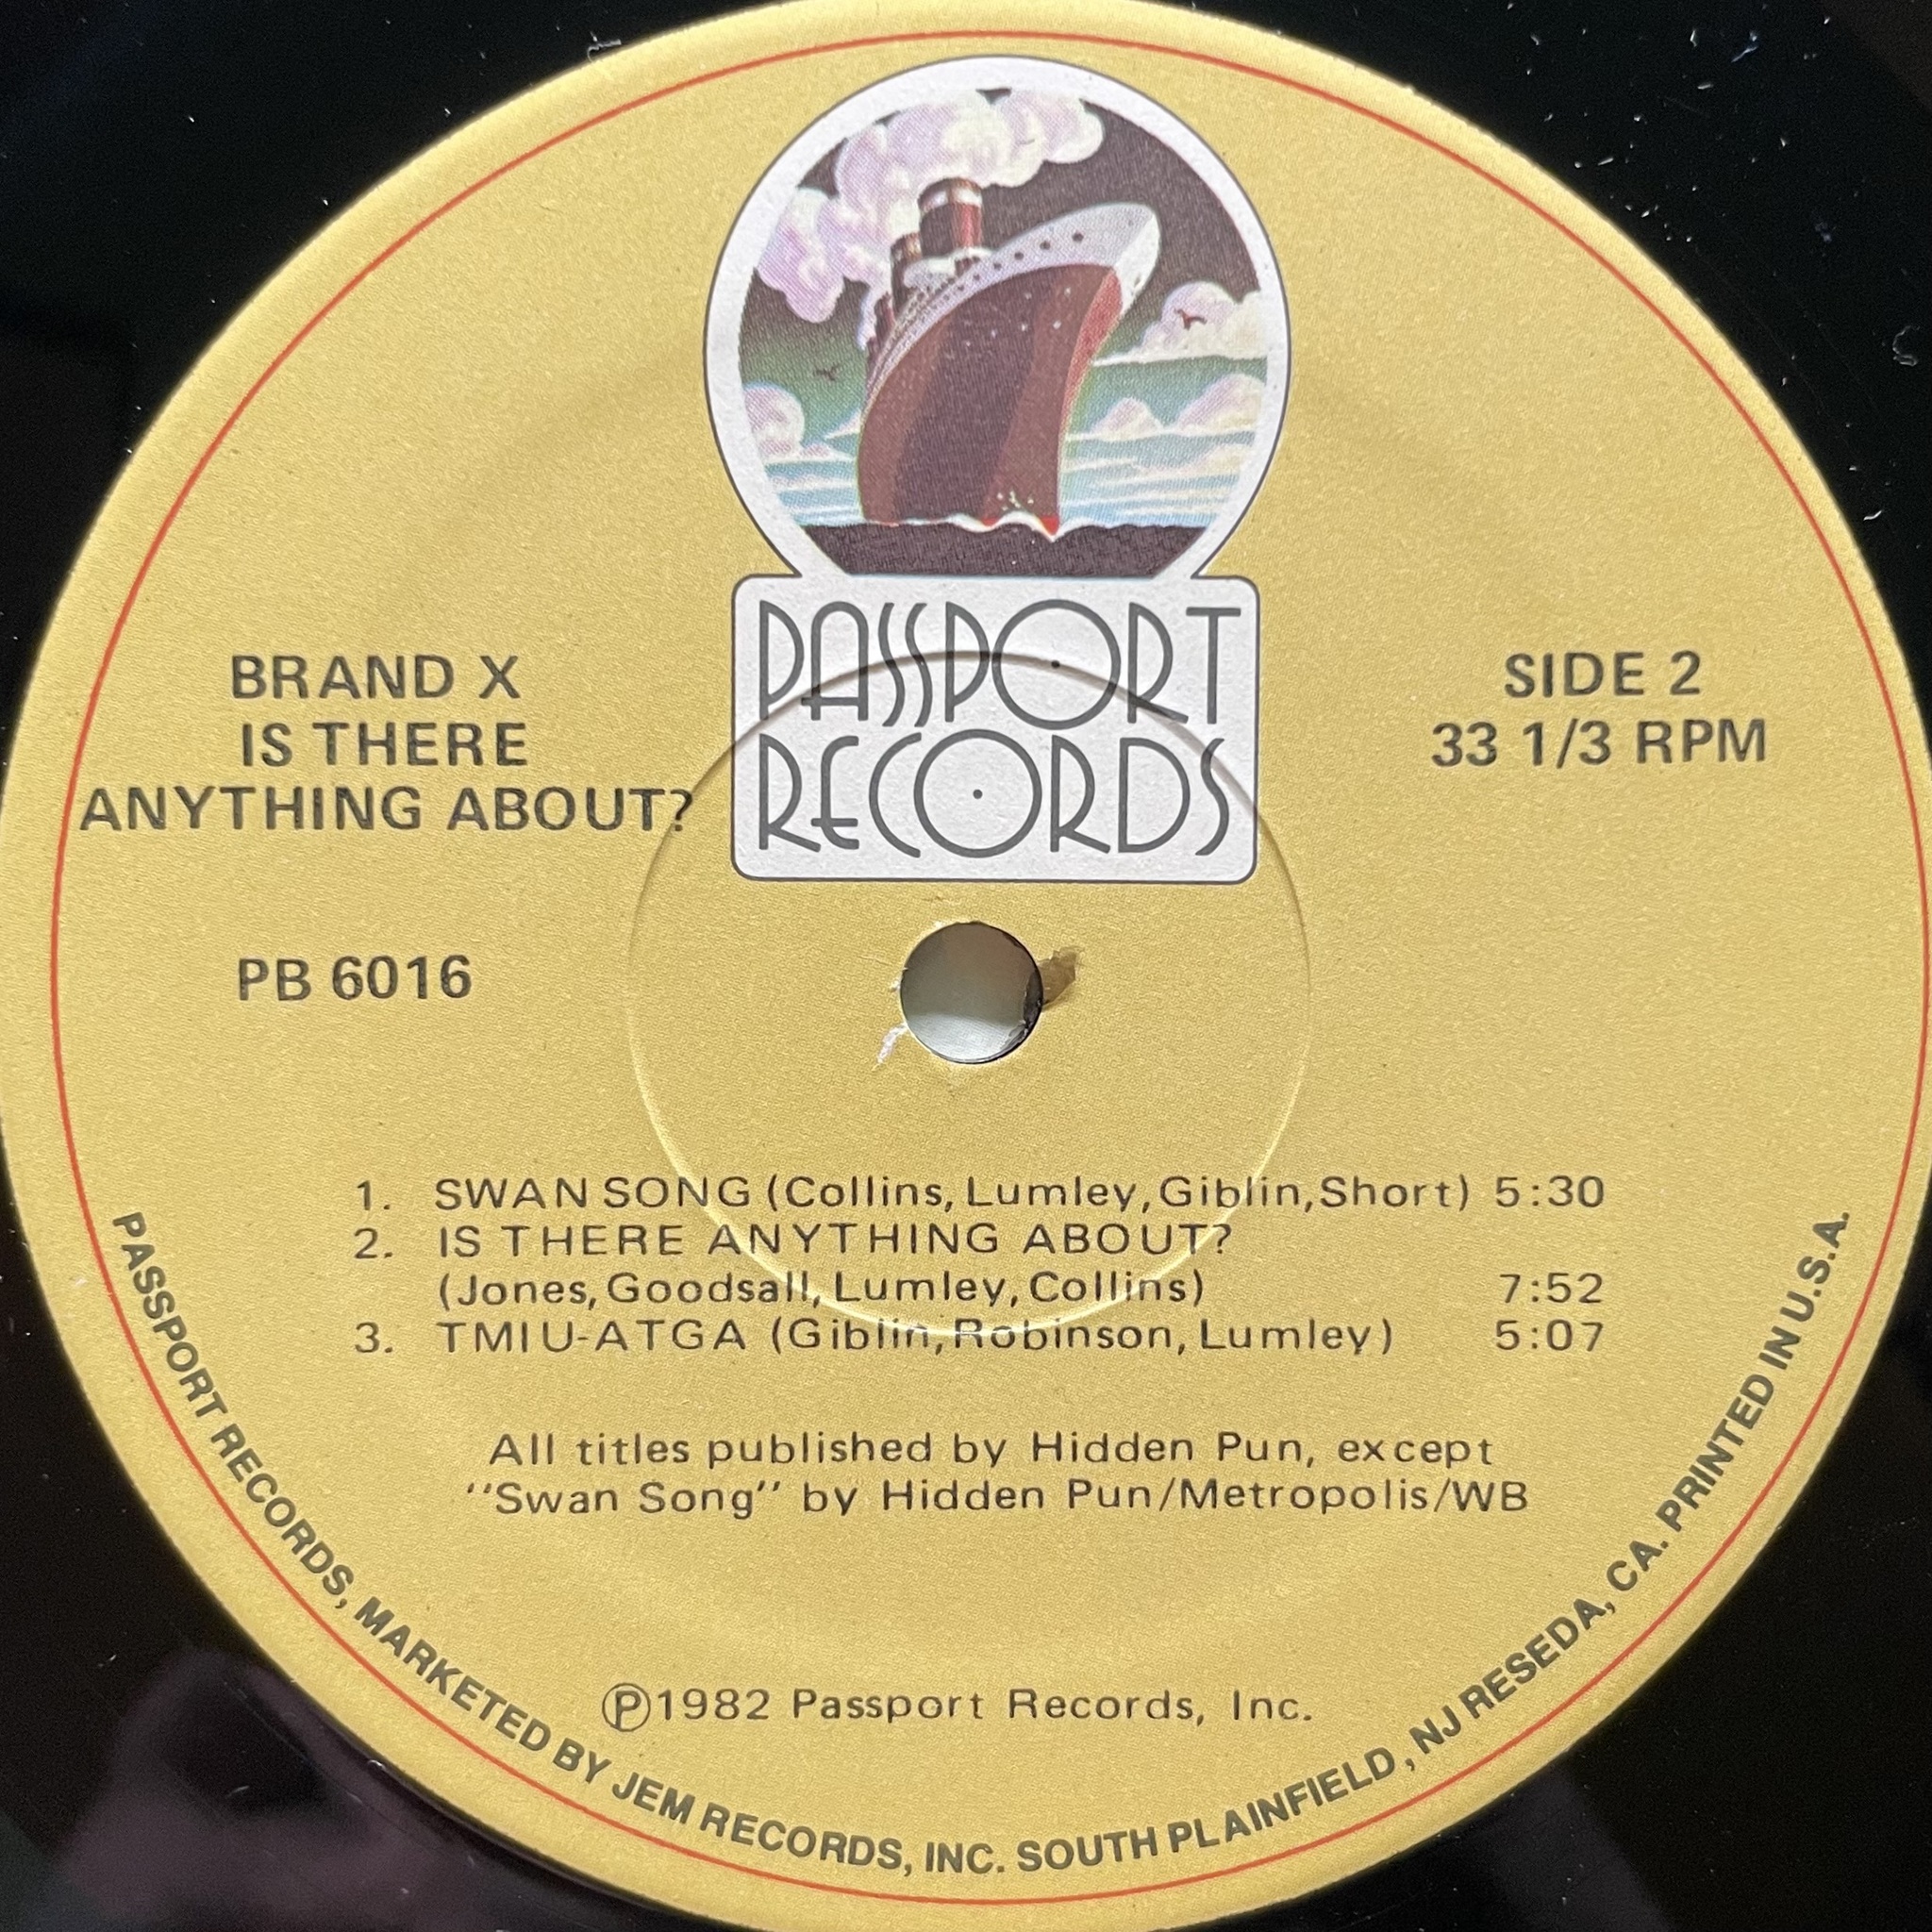 PASSPORT
RECORDS
BRAND X
IS THERE
ANYTHING ABOUT?
SIDE 2
33 1/3 RPM
PB 6016
1. SWAN SONG (Collins, Lumley, Giblin, Short) 5:30
2. IS THERE ANYTHING ABOUT?
(Jones, Goodsall, Lumley, Collins) 7:52
3. TMIU-ATGA (Giblin, Robinson, Lumley) 5:07
All titles published by Hidden Pun, except
"Swan Song" by Hidden Pun/Metropolis/WB
Ⓟ1982 Passport Records, Inc.
PASSPORT RECORDS, MARKETED BY JEM RECORDS, INC. SOUTH PLAINFIELD, NJ RESEDA, CA. PRINTED IN U.S.A.